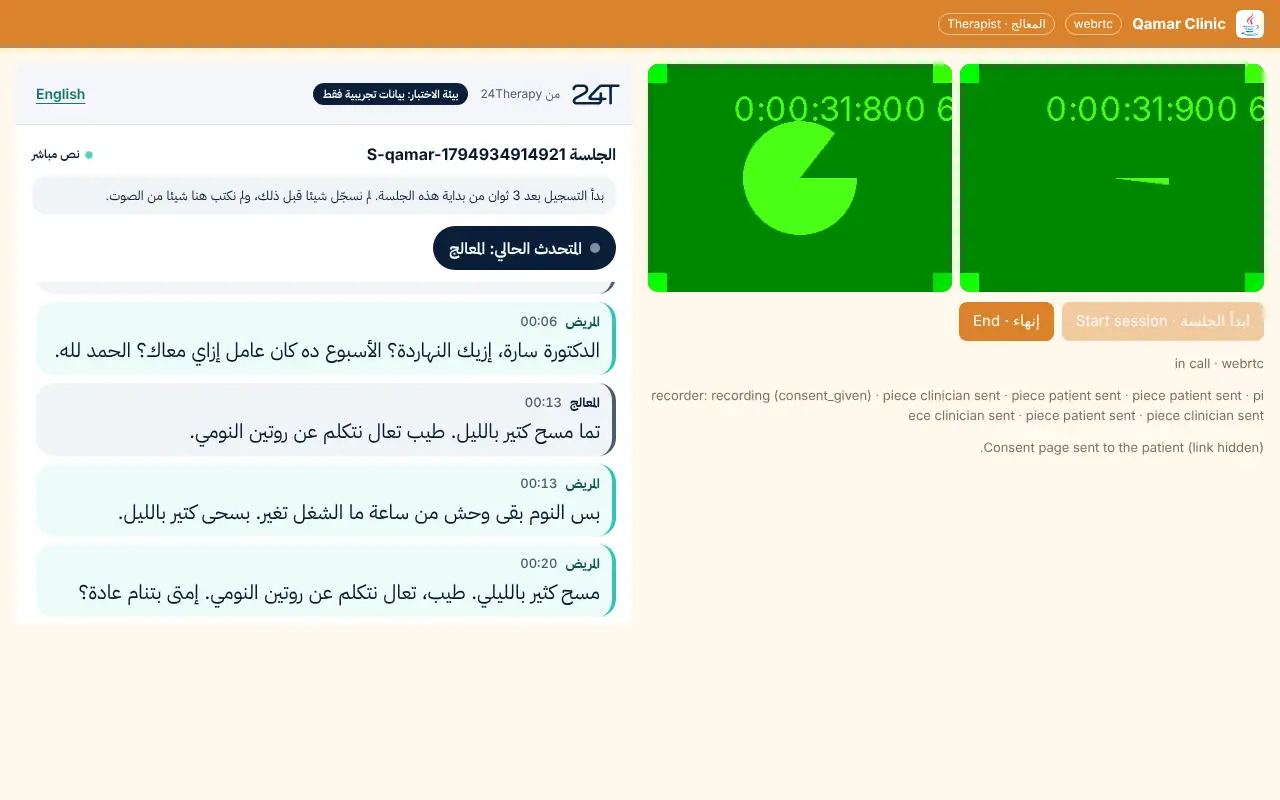 Qamar Clinic
webrtc
Therapist · المعالج
24T
من 24Therapy
بيئة الاختبار: بيانات تجريبية فقط
English
الجلسة S-qamar-1794934914921
نص مباشر
بدأ التسجيل بعد 3 ثوان من بداية هذه الجلسة. لم نسجّل شيئا قبل ذلك، ولم نكتب هنا شيئا من الصوت.
المتحدث الحالي: المعالج
المريض 00:06
الدكتورة سارة، إزيك النهاردة؟ الأسبوع ده كان عامل إزاي معاك؟ الحمد لله.
المعالج 00:13
تما مسح كتير بالليل. طيب تعال نتكلم عن روتين النومي.
المريض 00:13
بس النوم بقى وحش من ساعة ما الشغل تغير. بسحى كتير بالليل.
المريض 00:20
مسح كثير بالليلي. طيب، تعال نتكلم عن روتين النومي. إمتى بتنام عادة؟
0:00:31:900 6
0:00:31:800 6
ابدأ الجلسة · Start session
إنهاء · End
in call · webrtc
recorder: recording (consent_given) · piece clinician sent · piece patient sent · piece patient sent · pi
ece clinician sent · piece patient sent · piece clinician sent
.Consent page sent to the patient (link hidden)